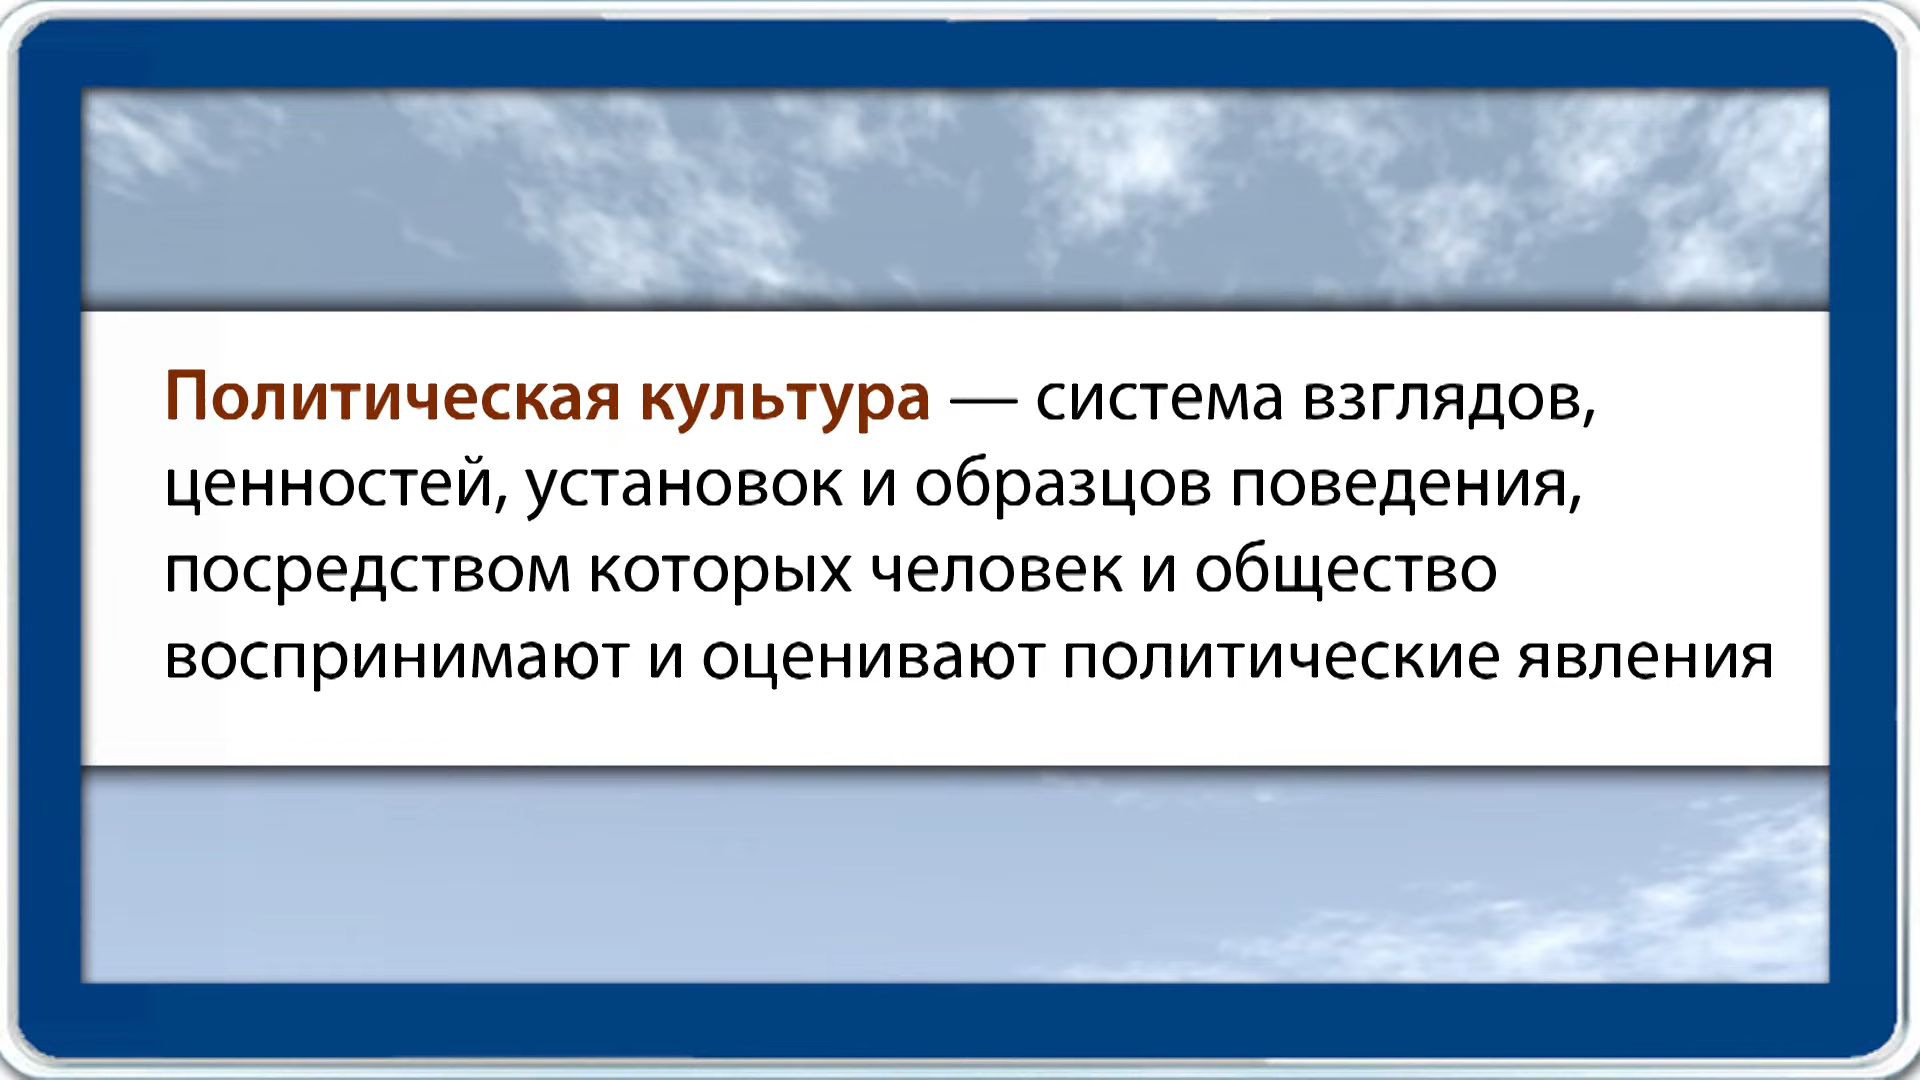 Политическая культура — система взглядов,
ценностей, установок и образцов поведения,
посредством которых человек и общество
воспринимают и оценивают политические явления